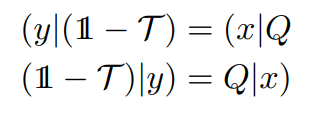 (y|(𝟙 − 𝒯) = (x|Q
(𝟙 − 𝒯)|y) = Q|x)